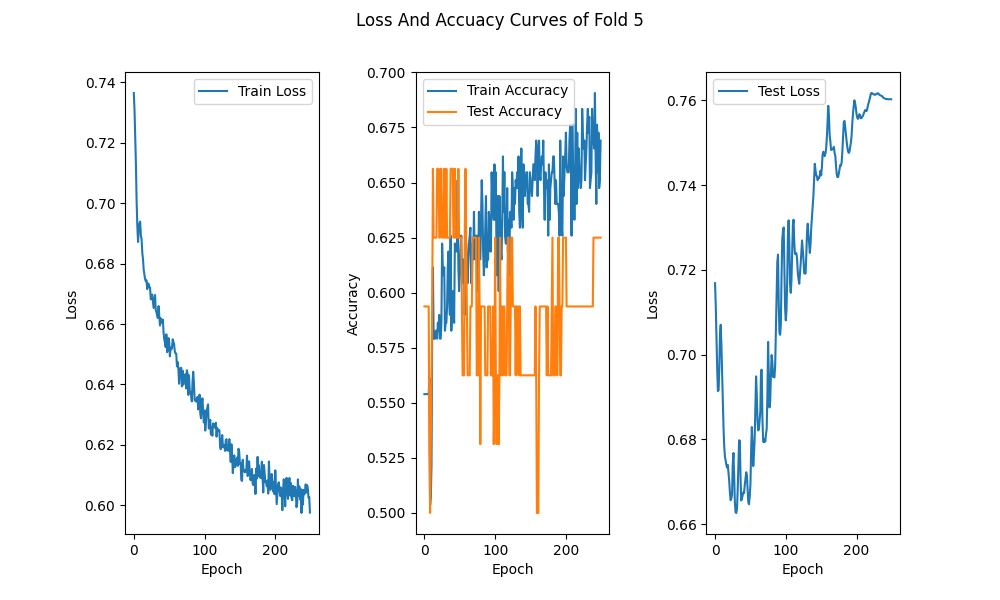 Loss And Accuacy Curves of Fold 5
Loss
0.74
0.72
0.70
0.68
0.66
0.64
0.62
0.60
Train Loss
0 100 200
Epoch
Accuracy
0.700
0.675
0.650
0.625
0.600
0.575
0.550
0.525
0.500
Train Accuracy
Test Accuracy
0 100 200
Epoch
Loss
0.76
0.74
0.72
0.70
0.68
0.66
Test Loss
0 100 200
Epoch